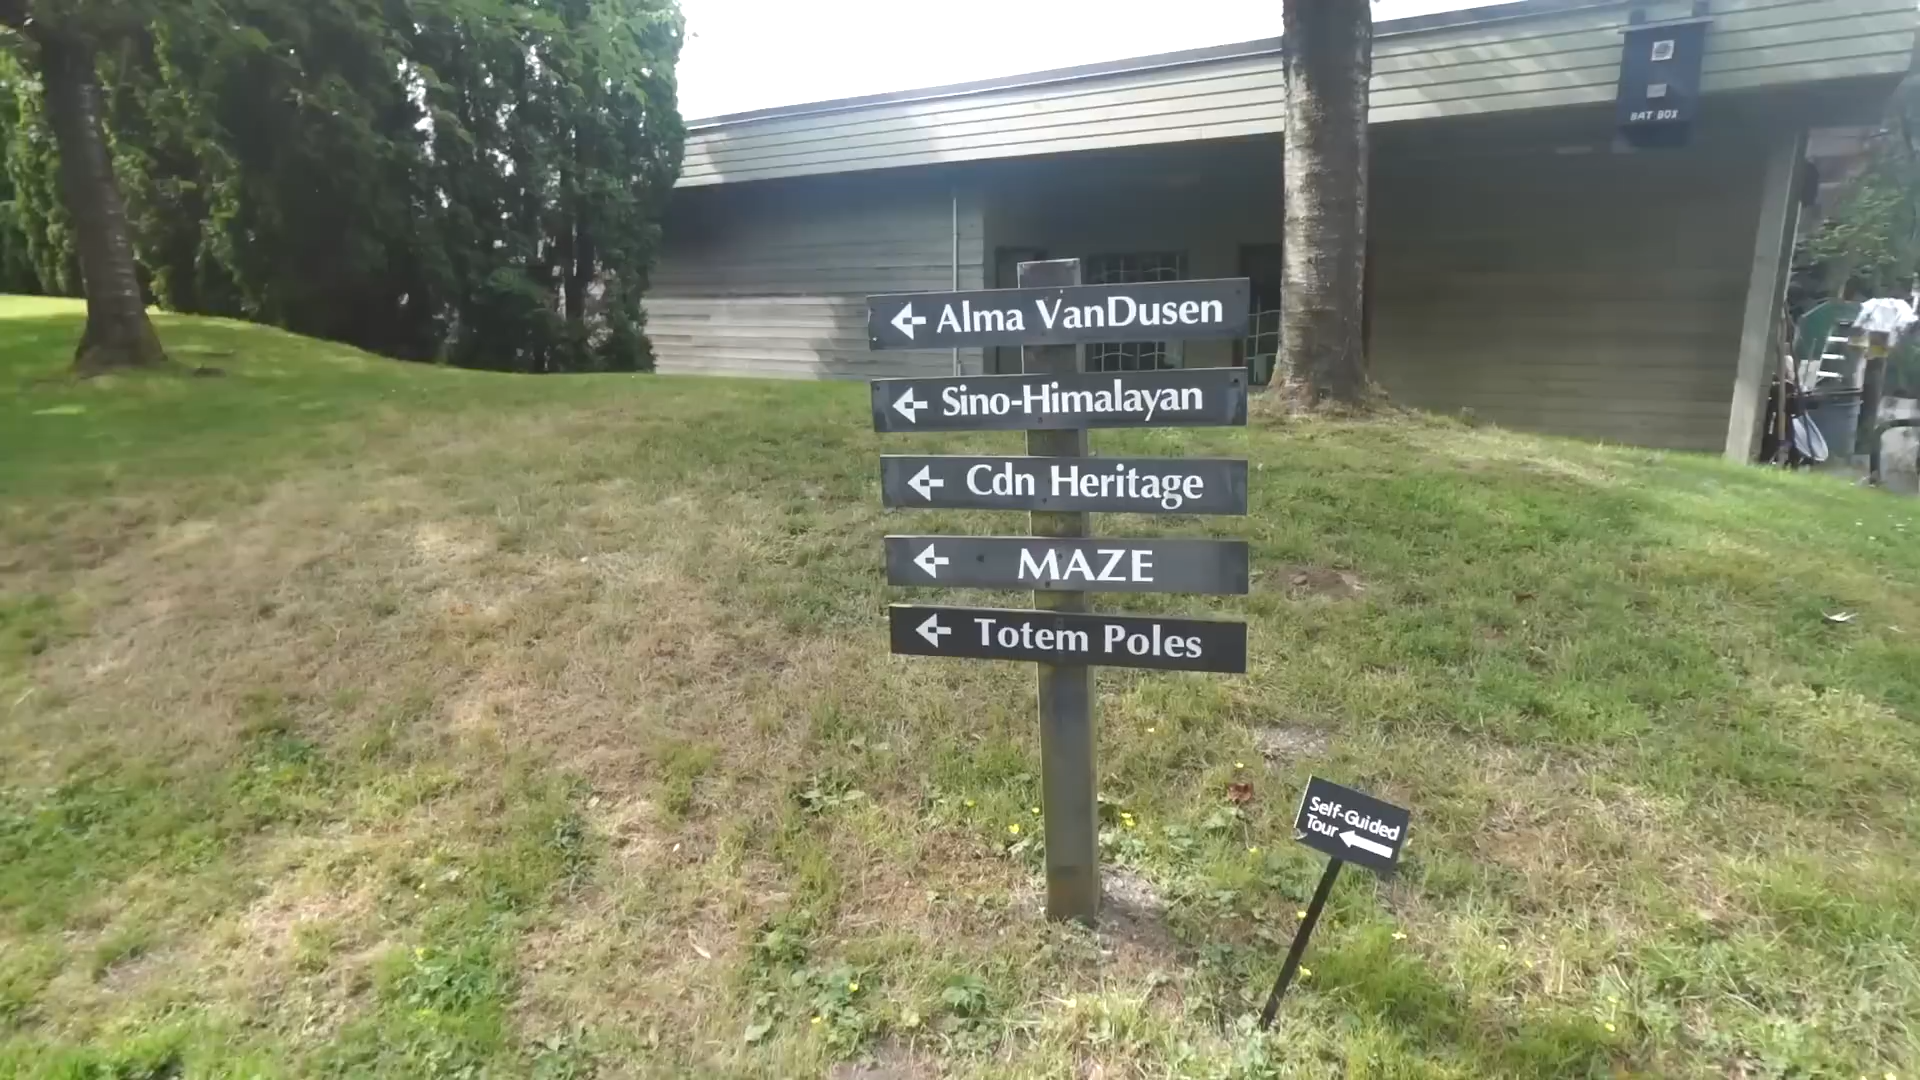 BAT BOX
Alma VanDusen
Sino-Himalayan
Cdn Heritage
MAZE
Totem Poles
Self-Guided
Tour